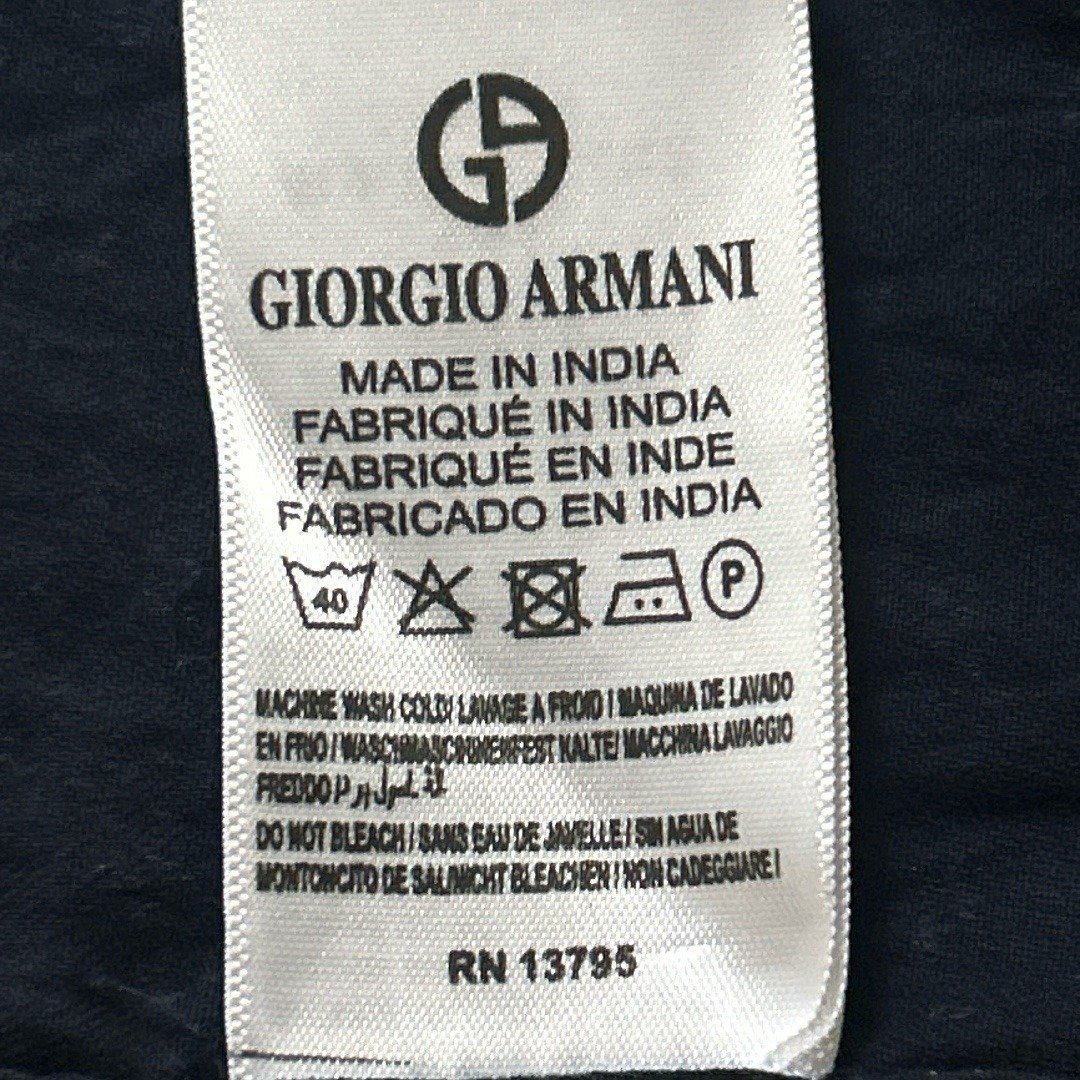 GA
GIORGIO ARMANI
MADE IN INDIA
FABRIQUÉ IN INDIA
FABRIQUÉ EN INDE
FABRICADO EN INDIA
40 P
MACHINE WASH COLD/ LAVAGE A FROID / MAQUINA DE LAVADO
EN FRIO / WASCHMASCHINENFEST KALTE/ MACCHINA LAVAGGIO
FREDDO
DO NOT BLEACH / SANS EAU DE JAVELLE / SIN AGUA DE
MONTONCITO DE SAL/NICHT BLEACHEN / NON CADEGGIARE /
RN 13795